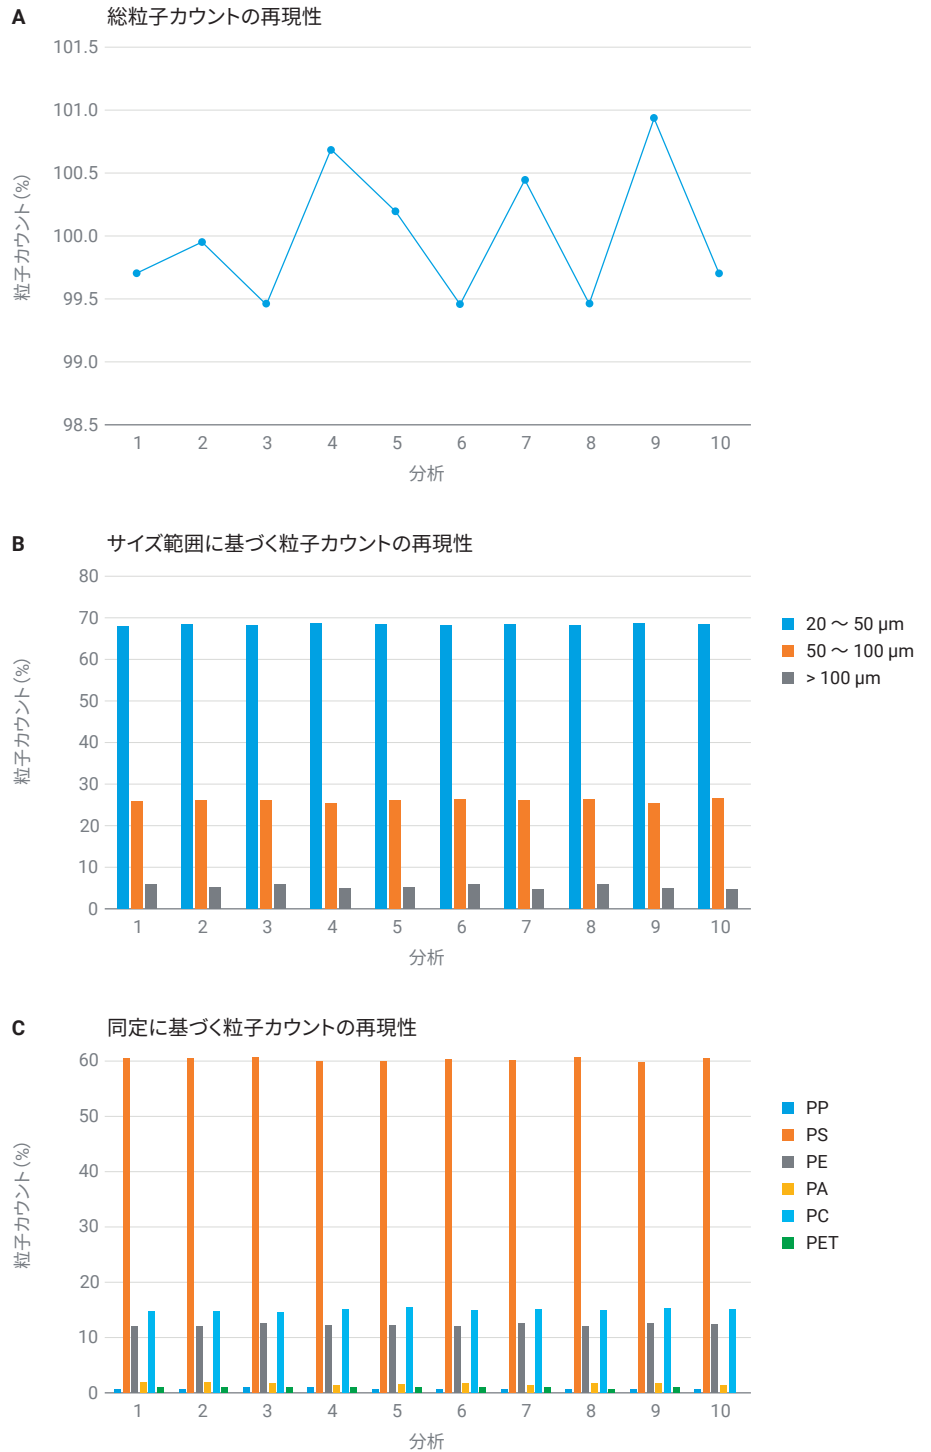 A 総粒子カウントの再現性
101.5
101.0
100.5
100.0
99.5
99.0
98.5
粒子カウント (%)
1 2 3 4 5 6 7 8 9 10
分析
B サイズ範囲に基づく粒子カウントの再現性
80
70
60
50
40
30
20
10
0
粒子カウント (%)
1 2 3 4 5 6 7 8 9 10
分析
20 ～ 50 µm
50 ～ 100 µm
> 100 µm
C 同定に基づく粒子カウントの再現性
60
50
40
30
20
10
0
粒子カウント (%)
1 2 3 4 5 6 7 8 9 10
分析
PP
PS
PE
PA
PC
PET